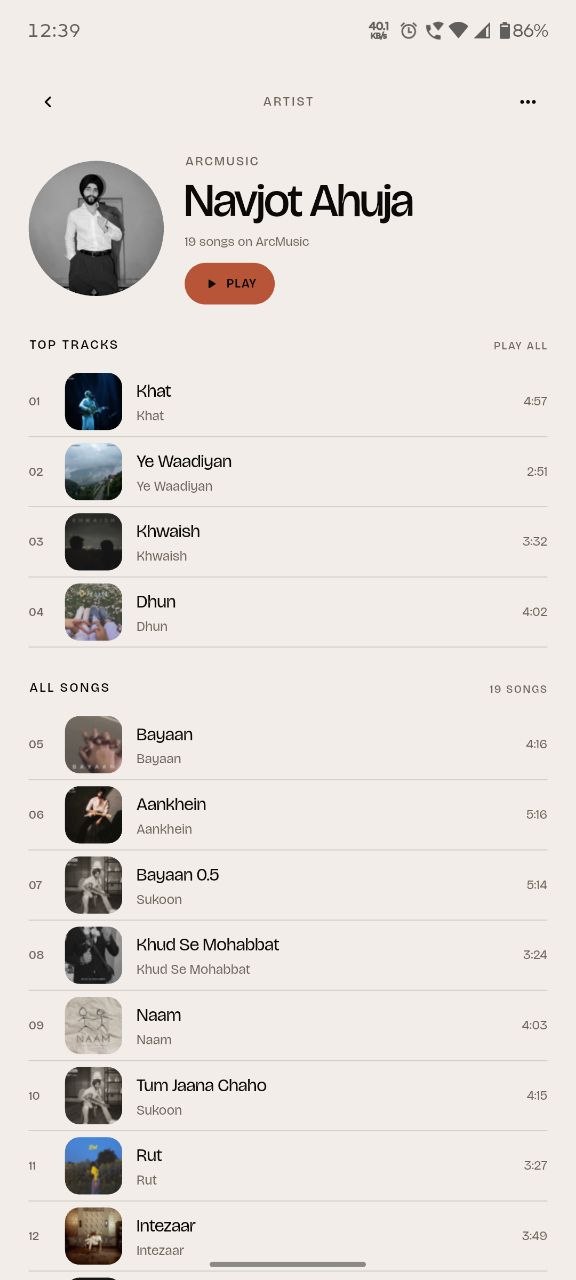 12:39
40.1
KB/s
86%
ARTIST
ARCMUSIC
Navjot Ahuja
19 songs on ArcMusic
PLAY
TOP TRACKS
PLAY ALL
01
Khat
4:57
Khat
02
Ye Waadiyan
2:51
Ye Waadiyan
03
KHWAISH
Khwaish
3:32
Khwaish
04
DHUN
Dhun
4:02
Dhun
ALL SONGS
19 SONGS
05
Bayaan
4:16
BAYAAN
Bayaan
06
Aankhein
5:16
Aankhein
07
Bayaan 0.5
5:14
Sukoon
08
Khud Se Mohabbat
3:24
Khud Se Mohabbat
09
Naam
4:03
NAAM
Naam
10
Tum Jaana Chaho
4:15
Sukoon
11
Rut
3:27
Rut
12
Intezaar
3:49
Intezaar